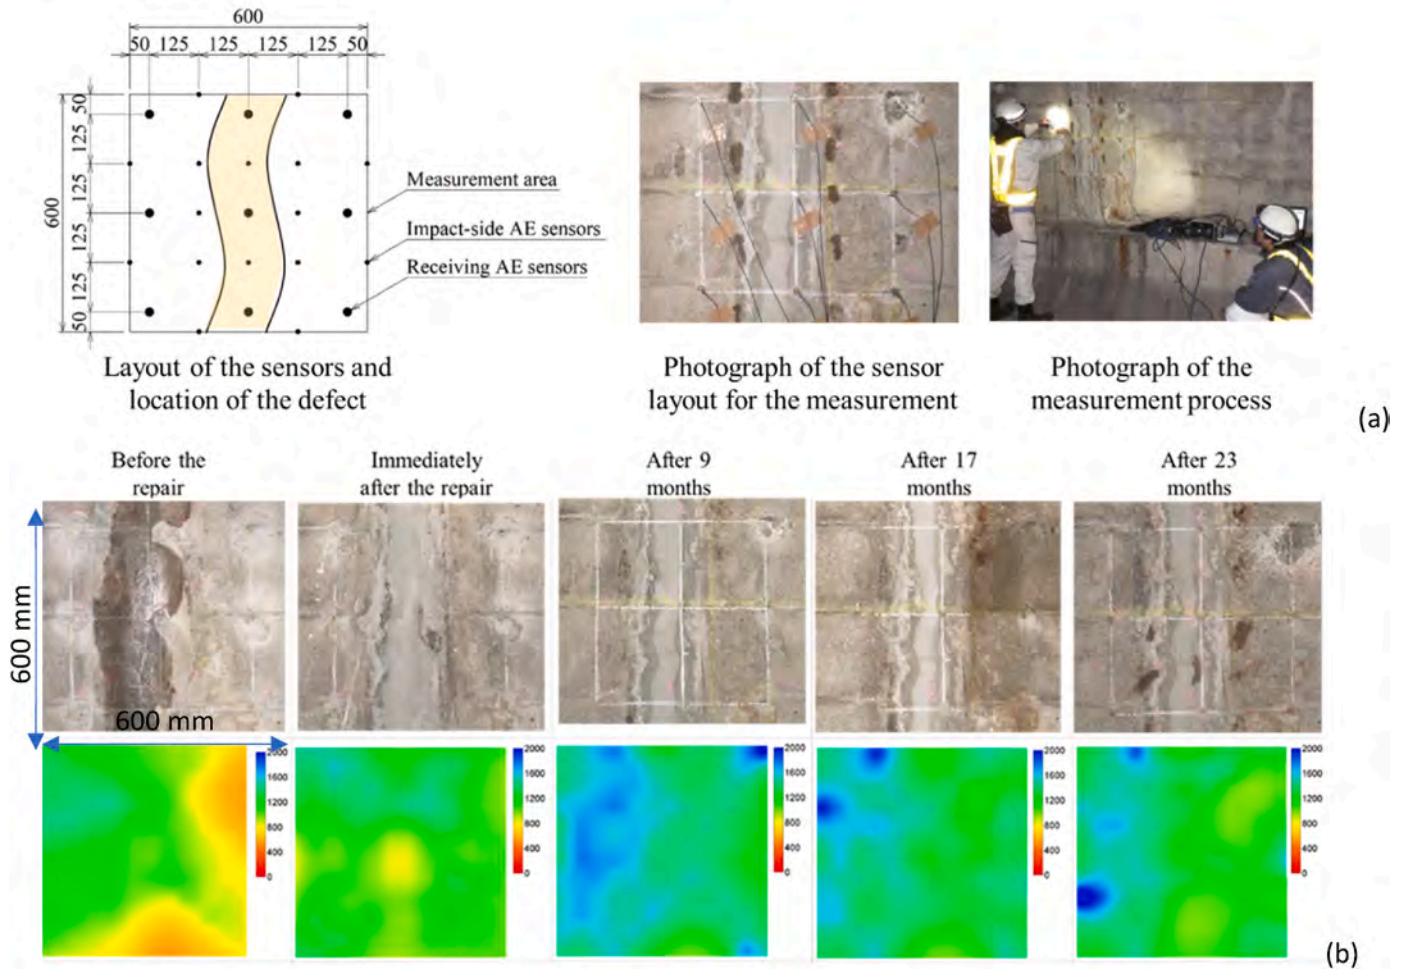 600
50 125 125 125 125 50
600
50
125
125
125
125
50
Measurement area
Impact-side AE sensors
Receiving AE sensors
Layout of the sensors and
location of the defect
Photograph of the sensor
layout for the measurement
Photograph of the
measurement process
(a)
Before the
repair
Immediately
after the repair
After 9
months
After 17
months
After 23
months
600 mm
600 mm
2000
1600
1200
800
400
0
2000
1600
1200
800
400
0
2000
1600
1200
800
400
0
2000
1600
1200
800
400
0
2000
1600
1200
800
400
0
(b)